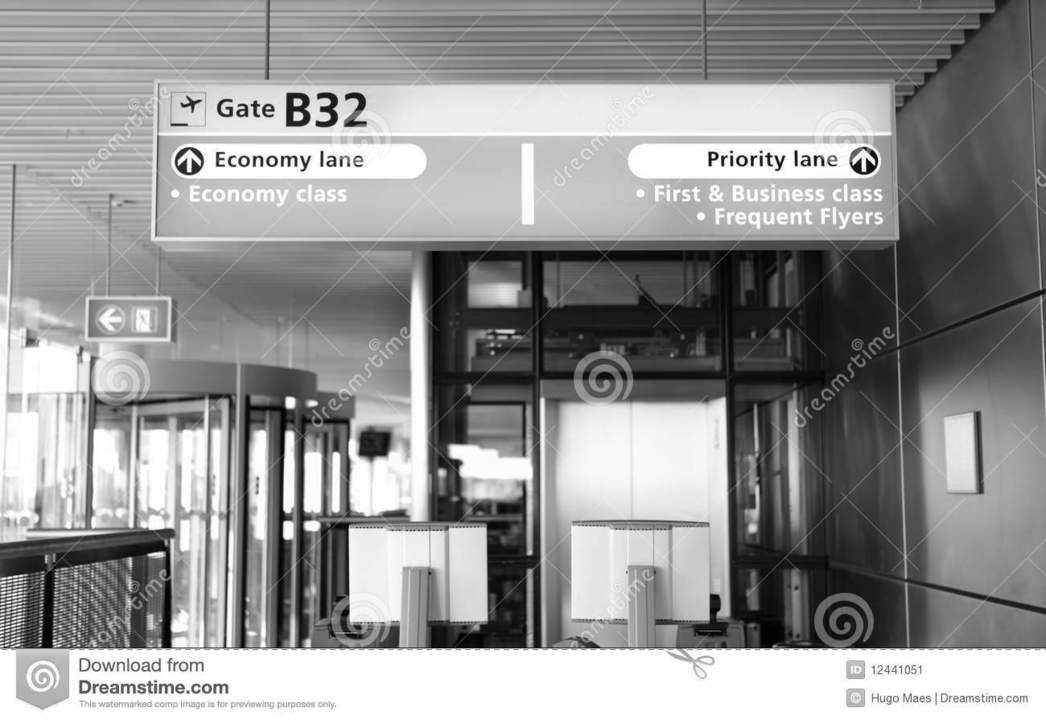 Gate B32
Economy lane
• Economy class
Priority lane
• First & Business class
• Frequent Flyers
dreamstime.com
Download from
Dreamstime.com
This watermarked comp image is for previewing purposes only.
ID 12441051
© Hugo Maes | Dreamstime.com